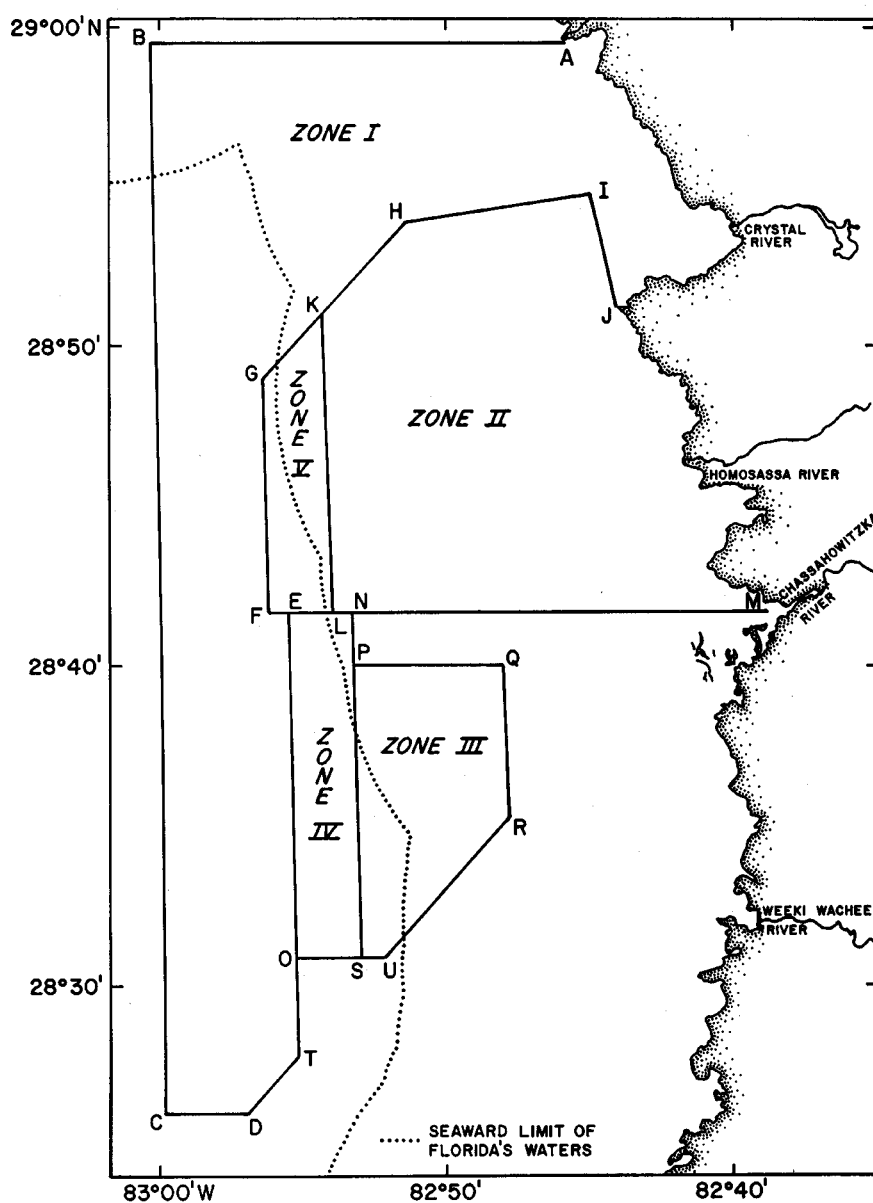 29°00'N
B
A
ZONE I
H
I
CRYSTAL
RIVER
K
J
28°50'
G
ZONE V
ZONE II
HOMOSASSA RIVER
CHASSAHOWITZKA
RIVER
F
E
L
N
M
28°40'
P
Q
ZONE IV
ZONE III
R
WEEKI WACHEE
RIVER
O
S
U
28°30'
T
C
D
SEAWARD LIMIT OF
FLORIDA'S WATERS
83°00'W
82°50'
82°40'